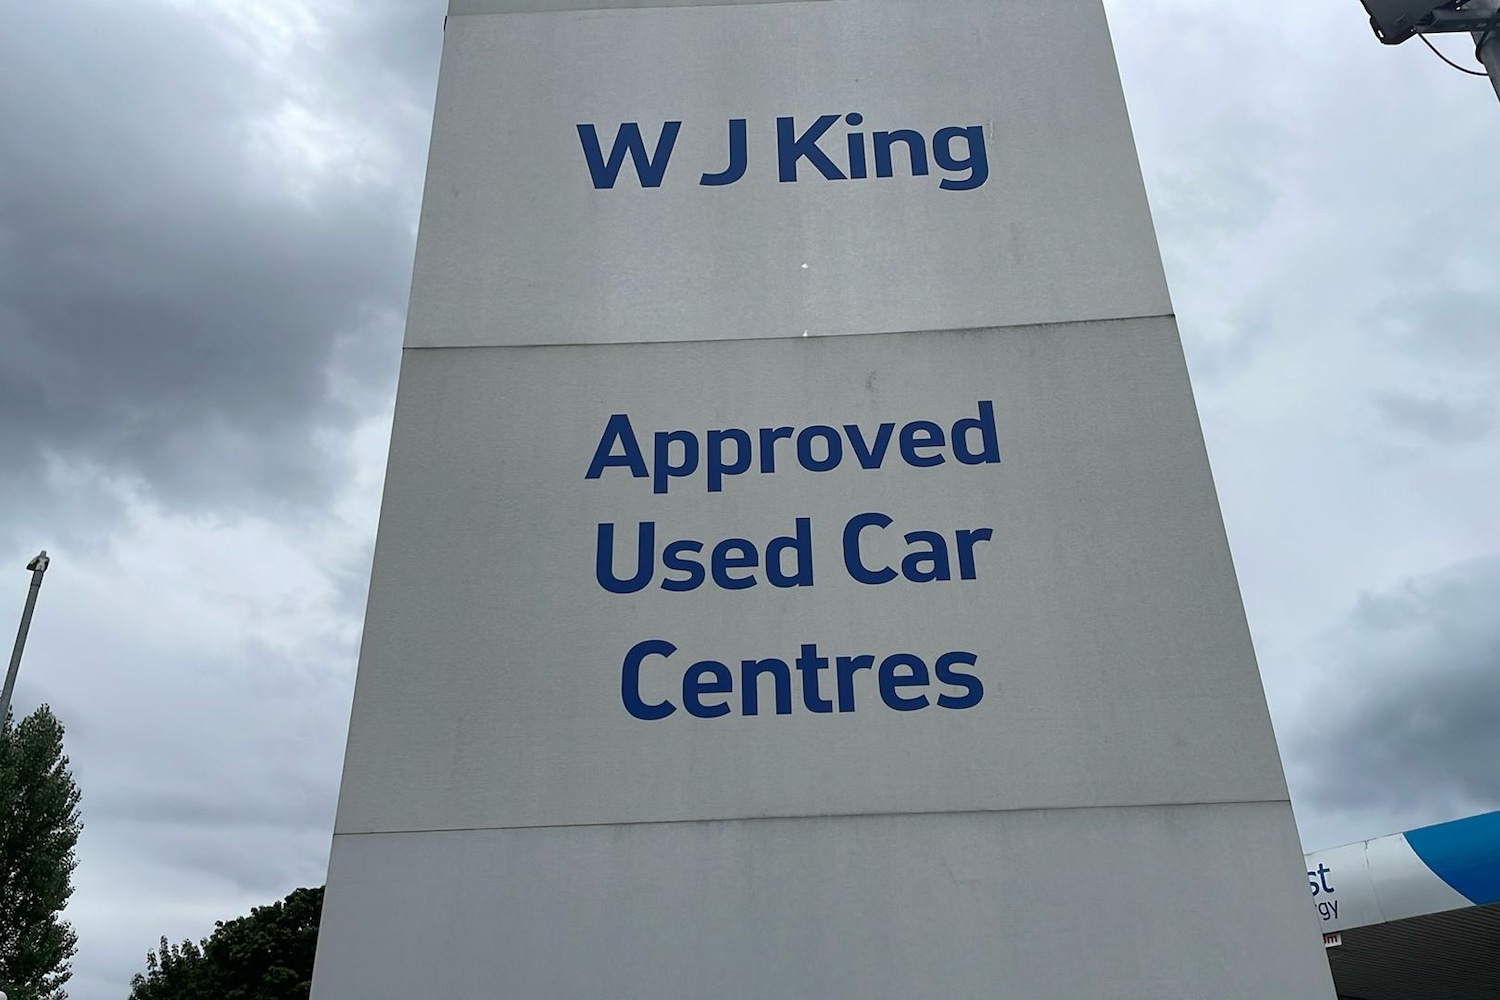 W J King
Approved
Used Car
Centres